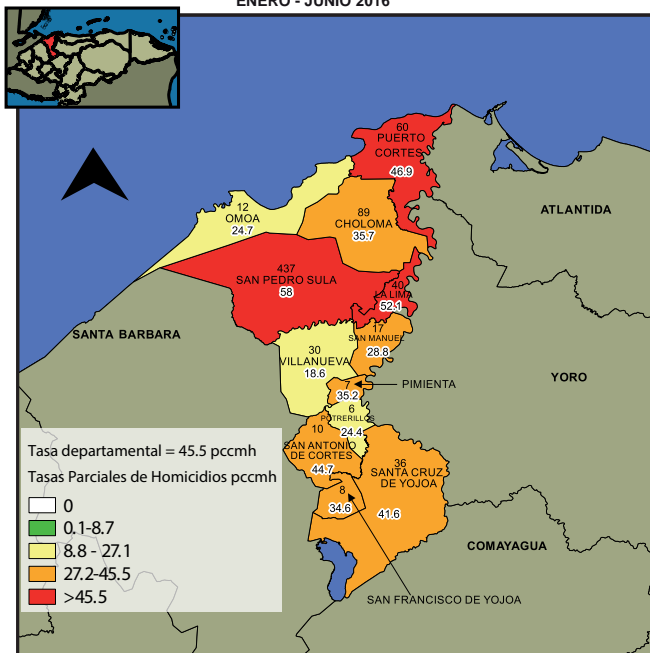 ENERO - JUNIO 2016
60
PUERTO
CORTES
46.9
ATLANTIDA
12
OMOA
24.7
89
CHOLOMA
35.7
437
SAN PEDRO SULA
58
40
LA LIMA
52.1
SANTA BARBARA
17
SAN MANUEL
28.8
30
VILLANUEVA
18.6
YORO
7
PIMIENTA
35.2
6
POTRERILLOS
24.4
10
SAN ANTONIO
DE CORTES
44.7
36
SANTA CRUZ
DE YOJOA
41.6
8
34.6
COMAYAGUA
SAN FRANCISCO DE YOJOA
Tasa departamental = 45.5 pccmh
Tasas Parciales de Homicidios pccmh
0
0.1-8.7
8.8 - 27.1
27.2-45.5
>45.5